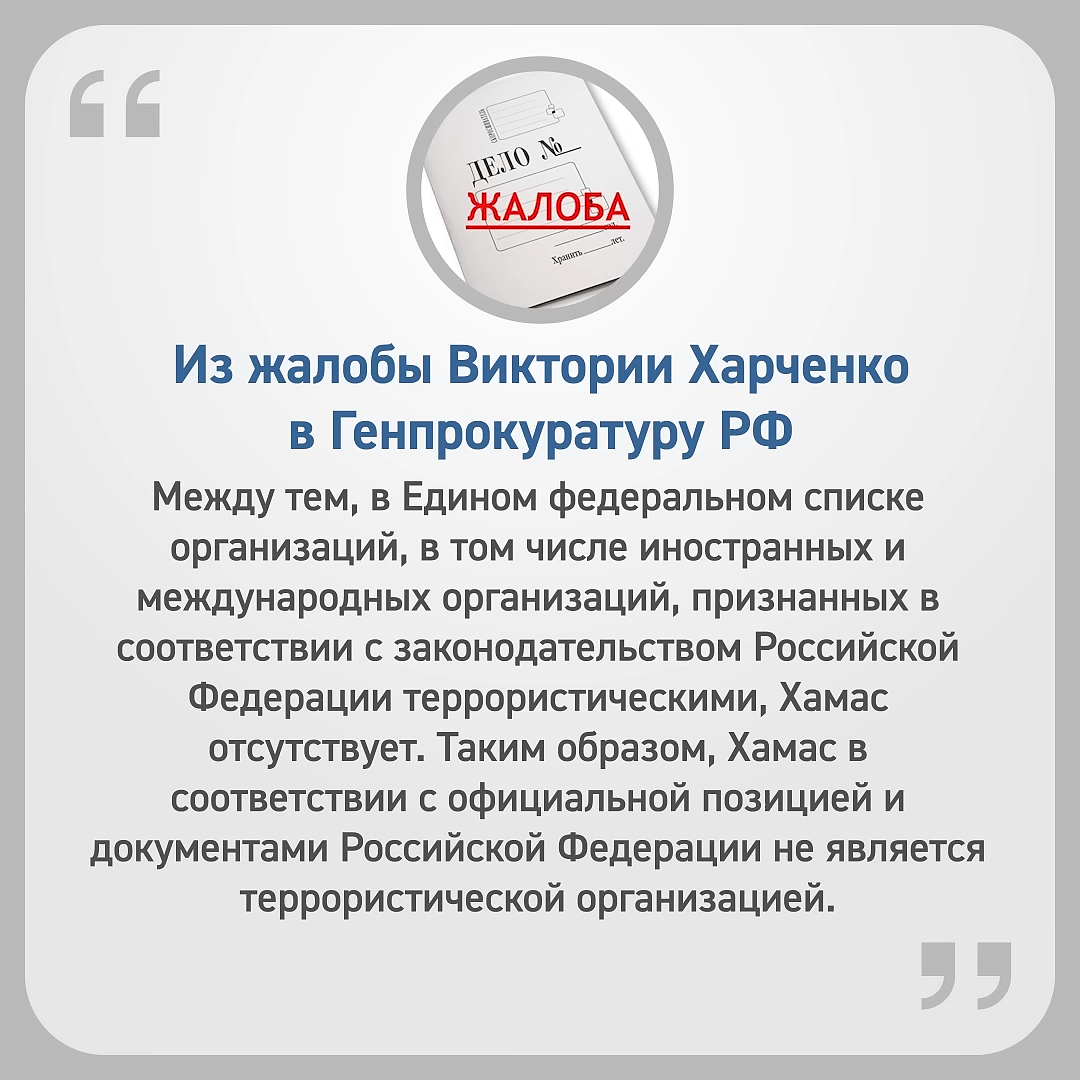 ДЕЛО №
ЖАЛОБА
Хранить лет.
Из жалобы Виктории Харченко
в Генпрокуратуру РФ
Между тем, в Едином федеральном списке
организаций, в том числе иностранных и
международных организаций, признанных в
соответствии с законодательством Российской
Федерации террористическими, Хамас
отсутствует. Таким образом, Хамас в
соответствии с официальной позицией и
документами Российской Федерации не является
террористической организацией.